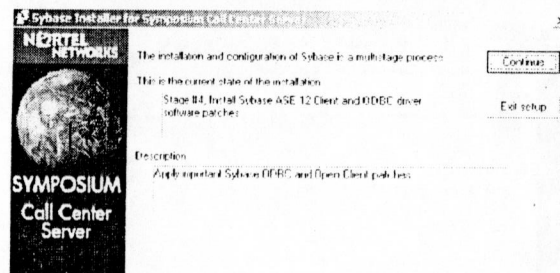 Sybase Installer for Symposium Call Center Server
NORTEL
NETWORKS
SYMPOSIUM
Call Center
Server
The installation and configuration of Sybase is a multistage process
This is the current state of the installation
Stage #4, Install Sybase ASE 12 Client and ODBC driver
software patches
Description
Apply important Sybase ODBC and Open Client patches
Continue
Exit setup